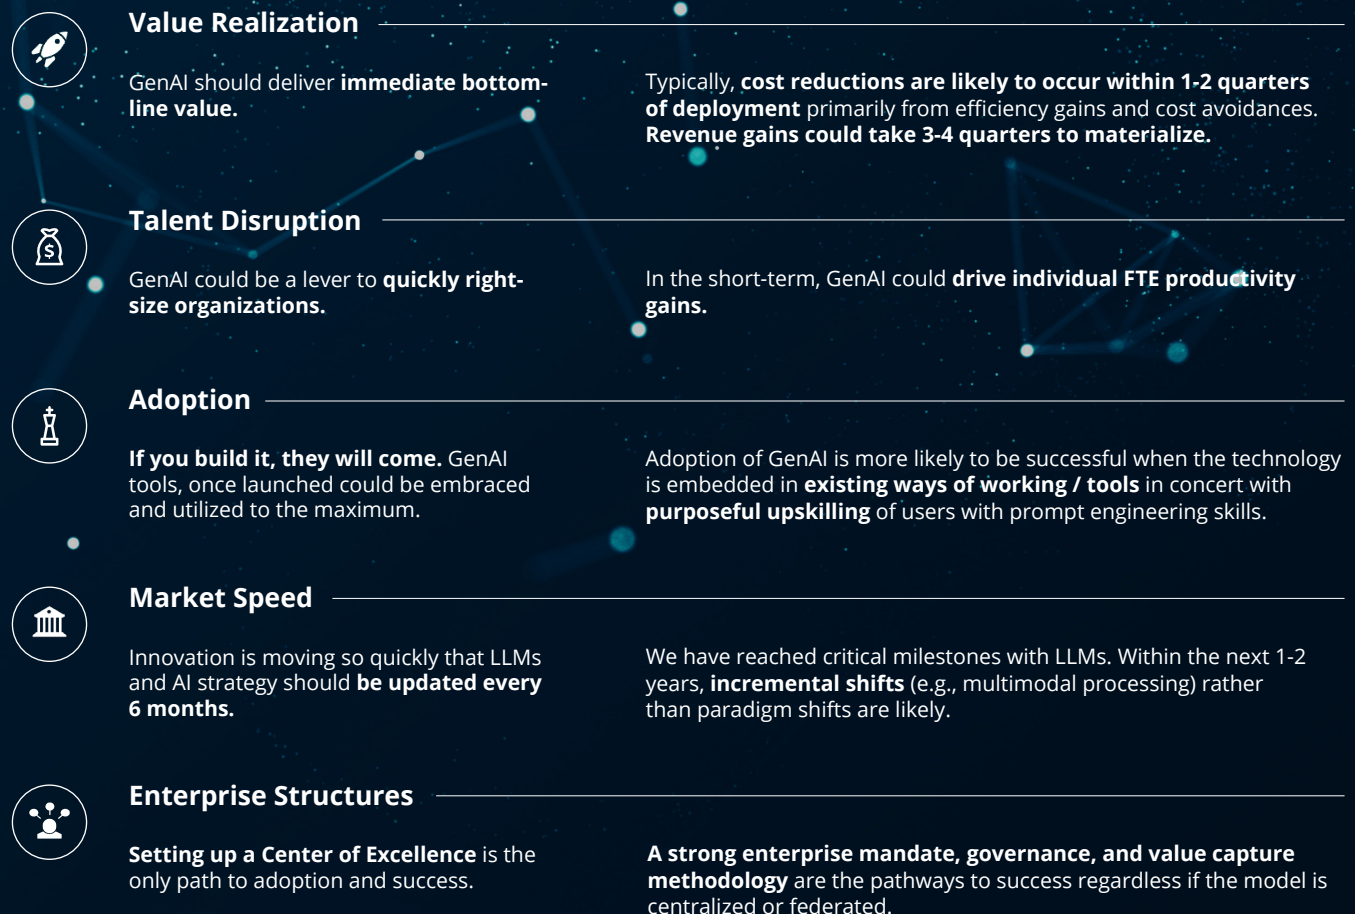 Value Realization
GenAI should deliver immediate bottom-
line value.
Typically, cost reductions are likely to occur within 1-2 quarters
of deployment primarily from efficiency gains and cost avoidances.
Revenue gains could take 3-4 quarters to materialize.
Talent Disruption
GenAI could be a lever to quickly right-
size organizations.
In the short-term, GenAI could drive individual FTE productivity
gains.
Adoption
If you build it, they will come. GenAI
tools, once launched could be embraced
and utilized to the maximum.
Adoption of GenAI is more likely to be successful when the technology
is embedded in existing ways of working / tools in concert with
purposeful upskilling of users with prompt engineering skills.
Market Speed
Innovation is moving so quickly that LLMs
and AI strategy should be updated every
6 months.
We have reached critical milestones with LLMs. Within the next 1-2
years, incremental shifts (e.g., multimodal processing) rather
than paradigm shifts are likely.
Enterprise Structures
Setting up a Center of Excellence is the
only path to adoption and success.
A strong enterprise mandate, governance, and value capture
methodology are the pathways to success regardless if the model is
centralized or federated.